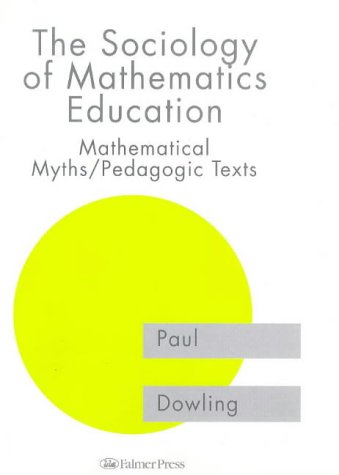 The Sociology
of Mathematics
Education
Mathematical
Myths/Pedagogic Texts
Paul
Dowling
Falmer Press